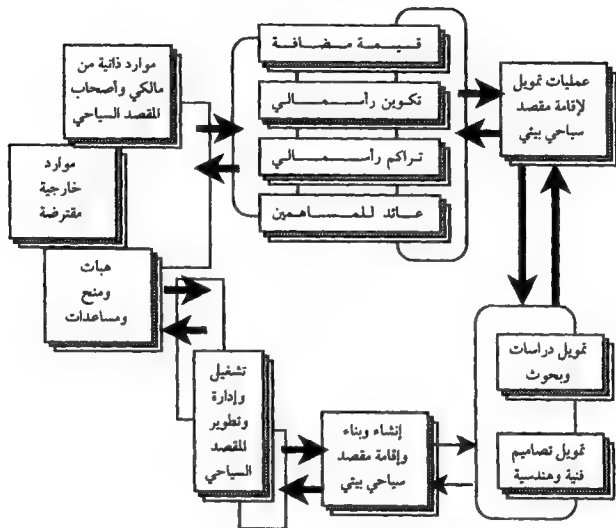 موارد ذاتية من
مالكي وأصحاب
المقصد السياحي
موارد
خارجية
مقترضة
هبات
ومنح
ومساعدات
قيمة مضافة
تكوين رأسمالي
تراكم رأسمالي
عائد للمساهمين
عمليات تمويل
لإقامة مقصد
سياحي بيئي
تمويل دراسات
وبحوث
تمويل تصاميم
فنية وهندسية
إنشاء وبناء
وإقامة مقصد
سياحي بيئي
تشغيل
وإدارة
وتطوير
المقصد
السياحي